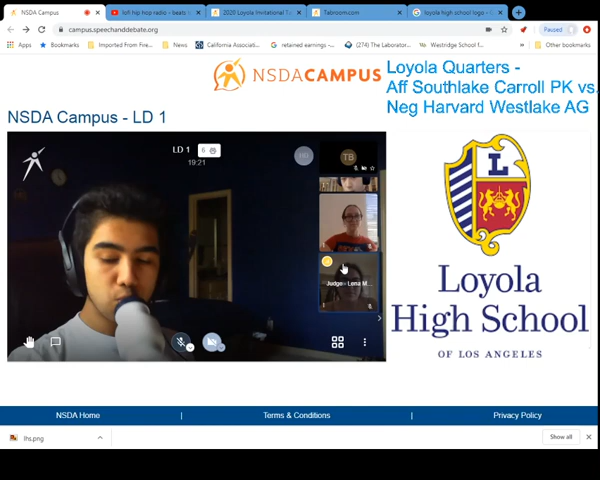 NSDA Campus
lofi hip hop radio - beats t
2020 Loyola Invitational Ta
Tabroom.com
loyola high school logo - G
campus.speechanddebate.org
Paused
Apps
Bookmarks
Imported From
News
California Associati...
retained earnings -...
(274) The Laborator...
Westridge School f...
Other bookmarks
NSDACAMPUS
Loyola Quarters -
Aff Southlake Carroll PK vs.
Neg Harvard Westlake AG
NSDA Campus - LD 1
LD 1
6
19:21
TB
Judge - Lena M...
L
Loyola
High School
OF LOS ANGELES
NSDA Home | Terms & Conditions | Privacy Policy
lhs.png
Show all